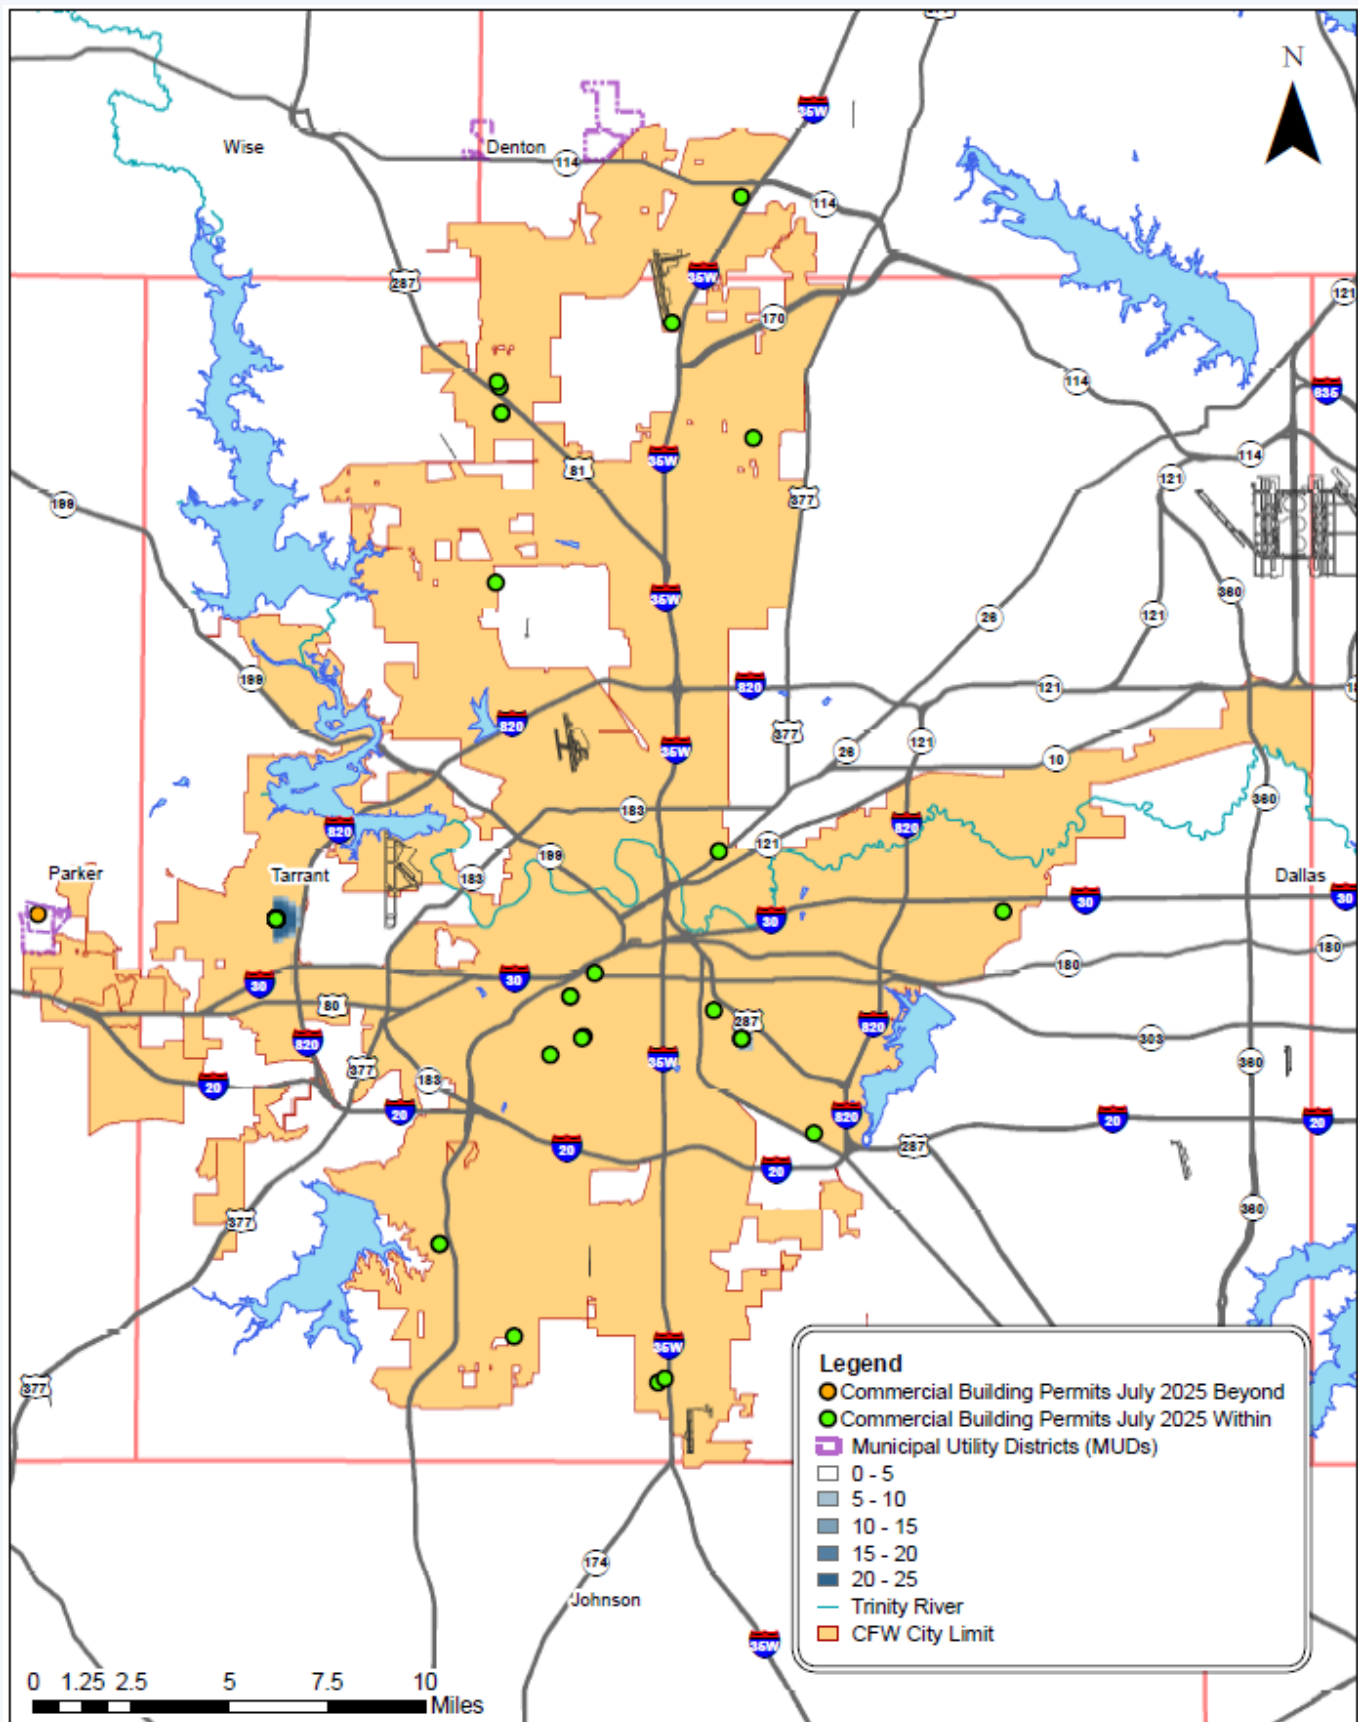 N
35W
Wise
Denton
114
114
35W
287
121
170
114
635
81
35W
114
121
377
199
35W
360
26
121
199
820
121
820
377
35W
26
121
10
183
360
820
820
199
121
Parker
Tarrant
183
Dallas
30
30
30
180
180
30
30
80
287
820
303
820
35W
377
360
183
20
20
820
20
20
287
20
20
377
360
35W
377
Legend
Commercial Building Permits July 2025 Beyond
Commercial Building Permits July 2025 Within
Municipal Utility Districts (MUDs)
0 - 5
5 - 10
10 - 15
15 - 20
20 - 25
Trinity River
CFW City Limit
174
Johnson
35W
0 1.25 2.5 5 7.5 10
Miles